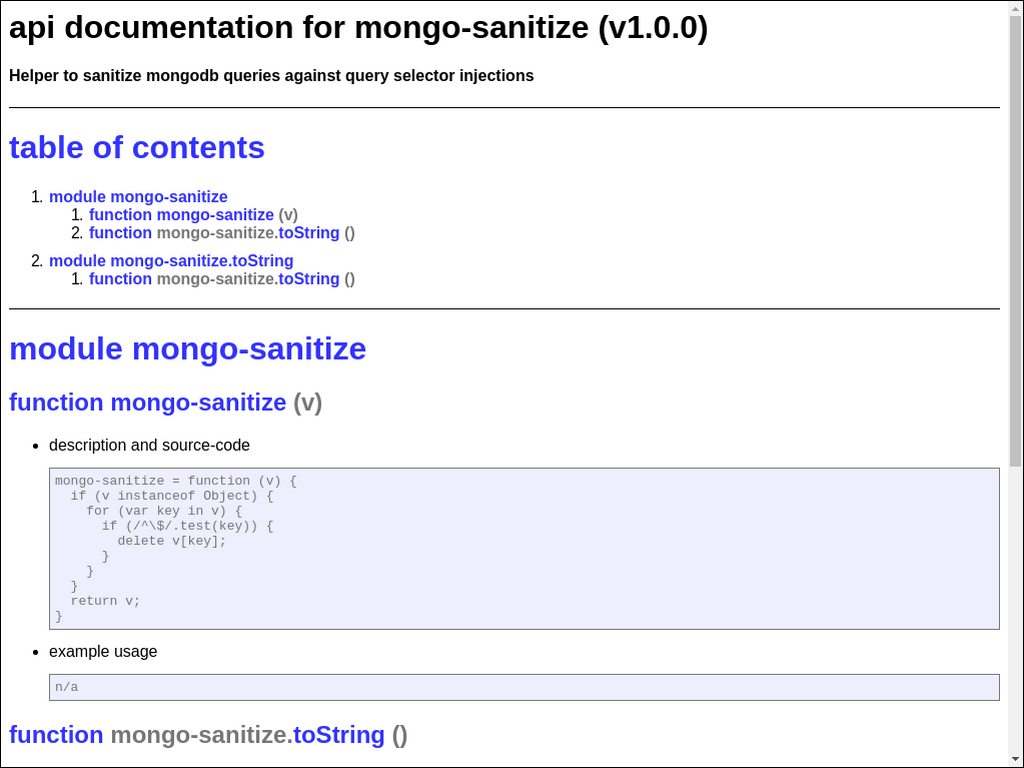 api documentation for mongo-sanitize (v1.0.0)
Helper to sanitize mongodb queries against query selector injections
table of contents
1. module mongo-sanitize
1. function mongo-sanitize (v)
2. function mongo-sanitize.toString ()
2. module mongo-sanitize.toString
1. function mongo-sanitize.toString ()
module mongo-sanitize
function mongo-sanitize (v)
• description and source-code
mongo-sanitize = function (v) {
  if (v instanceof Object) {
    for (var key in v) {
      if (/^\$/.test(key)) {
        delete v[key];
      }
    }
  }
  return v;
}
• example usage
n/a
function mongo-sanitize.toString ()